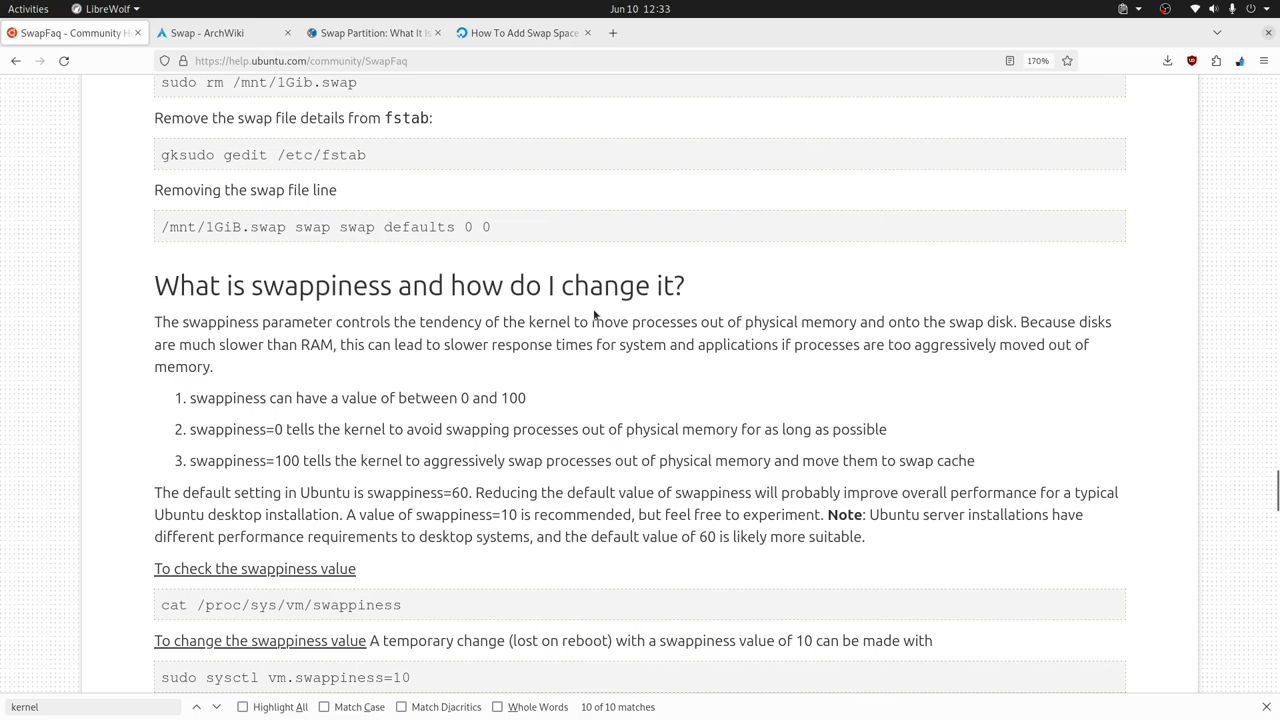 Activities
LibreWolf
Jun 10 12:33
SwapFaq - Community H
Swap - ArchWiki
Swap Partition: What It Is
How To Add Swap Space
https://help.ubuntu.com/community/SwapFaq
170%
sudo rm /mnt/1Gib.swap
Remove the swap file details from fstab:
gksudo gedit /etc/fstab
Removing the swap file line
/mnt/1GiB.swap swap swap defaults 0 0
What is swappiness and how do I change it?
The swappiness parameter controls the tendency of the kernel to move processes out of physical memory and onto the swap disk. Because disks
are much slower than RAM, this can lead to slower response times for system and applications if processes are too aggressively moved out of
memory.
1. swappiness can have a value of between 0 and 100
2. swappiness=0 tells the kernel to avoid swapping processes out of physical memory for as long as possible
3. swappiness=100 tells the kernel to aggressively swap processes out of physical memory and move them to swap cache
The default setting in Ubuntu is swappiness=60. Reducing the default value of swappiness will probably improve overall performance for a typical
Ubuntu desktop installation. A value of swappiness=10 is recommended, but feel free to experiment. Note: Ubuntu server installations have
different performance requirements to desktop systems, and the default value of 60 is likely more suitable.
To check the swappiness value
cat /proc/sys/vm/swappiness
To change the swappiness value A temporary change (lost on reboot) with a swappiness value of 10 can be made with
sudo sysctl vm.swappiness=10
kernel
Highlight All
Match Case
Match Diacritics
Whole Words
10 of 10 matches